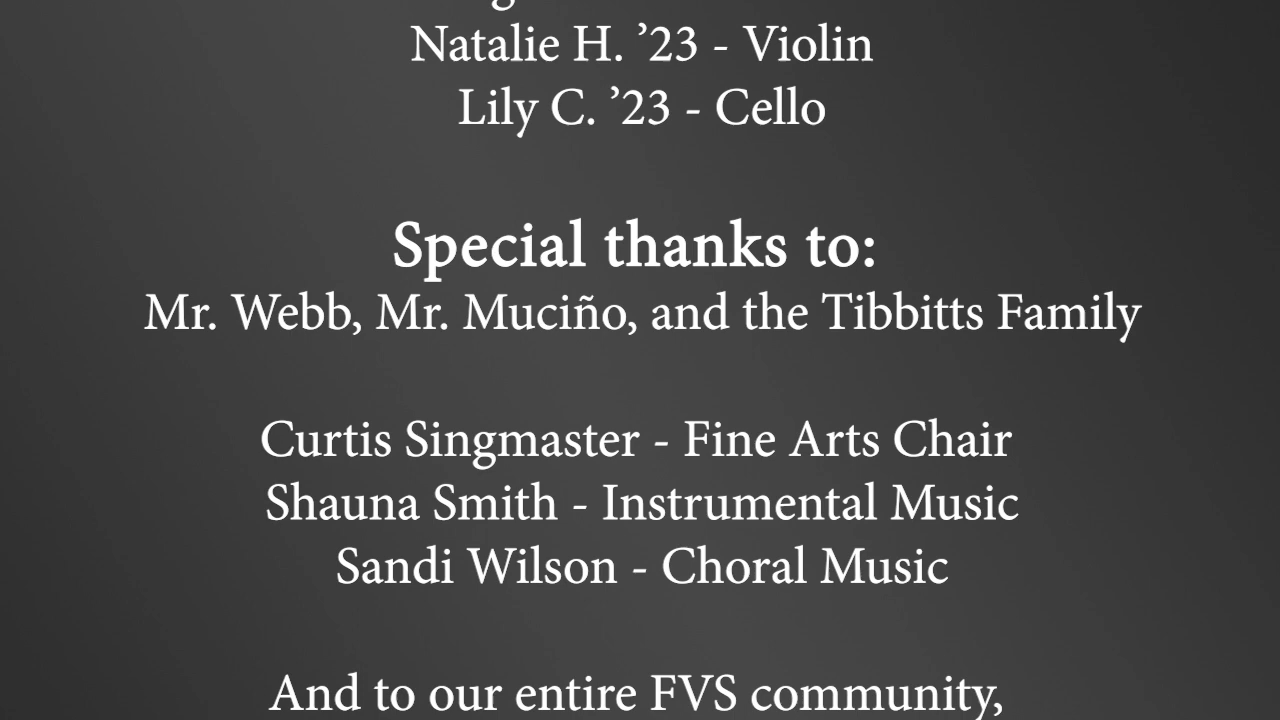 Natalie H. ’23 - Violin
Lily C. ’23 - Cello
Special thanks to:
Mr. Webb, Mr. Muciño, and the Tibbitts Family
Curtis Singmaster - Fine Arts Chair
Shauna Smith - Instrumental Music
Sandi Wilson - Choral Music
And to our entire FVS community,